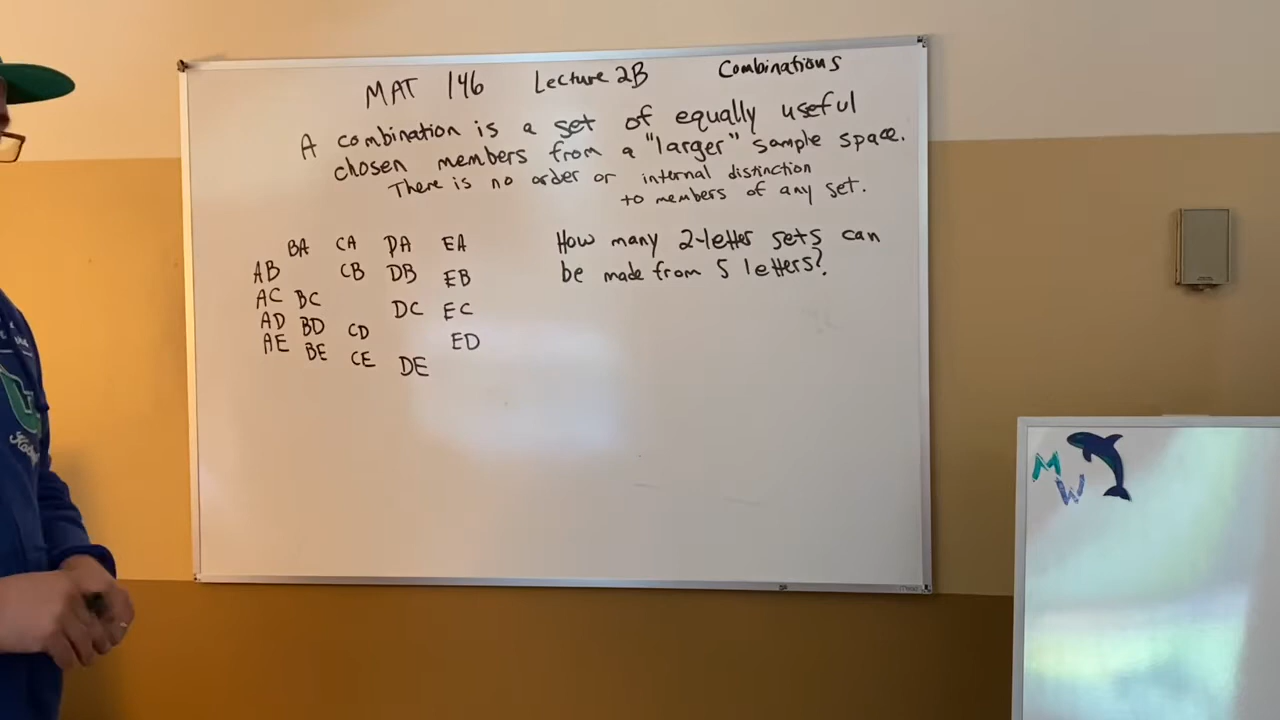 MAT 146 Lecture 2B Combinations
A combination is a set of equally useful
chosen members from a "larger" sample space.
There is no order or internal distinction
to members of any set.
BA CA DA EA
AB CB DB EB
AC BC DC EC
AD BD CD ED
AE BE CE DE
How many 2-letter sets can
be made from 5 letters?
M
W